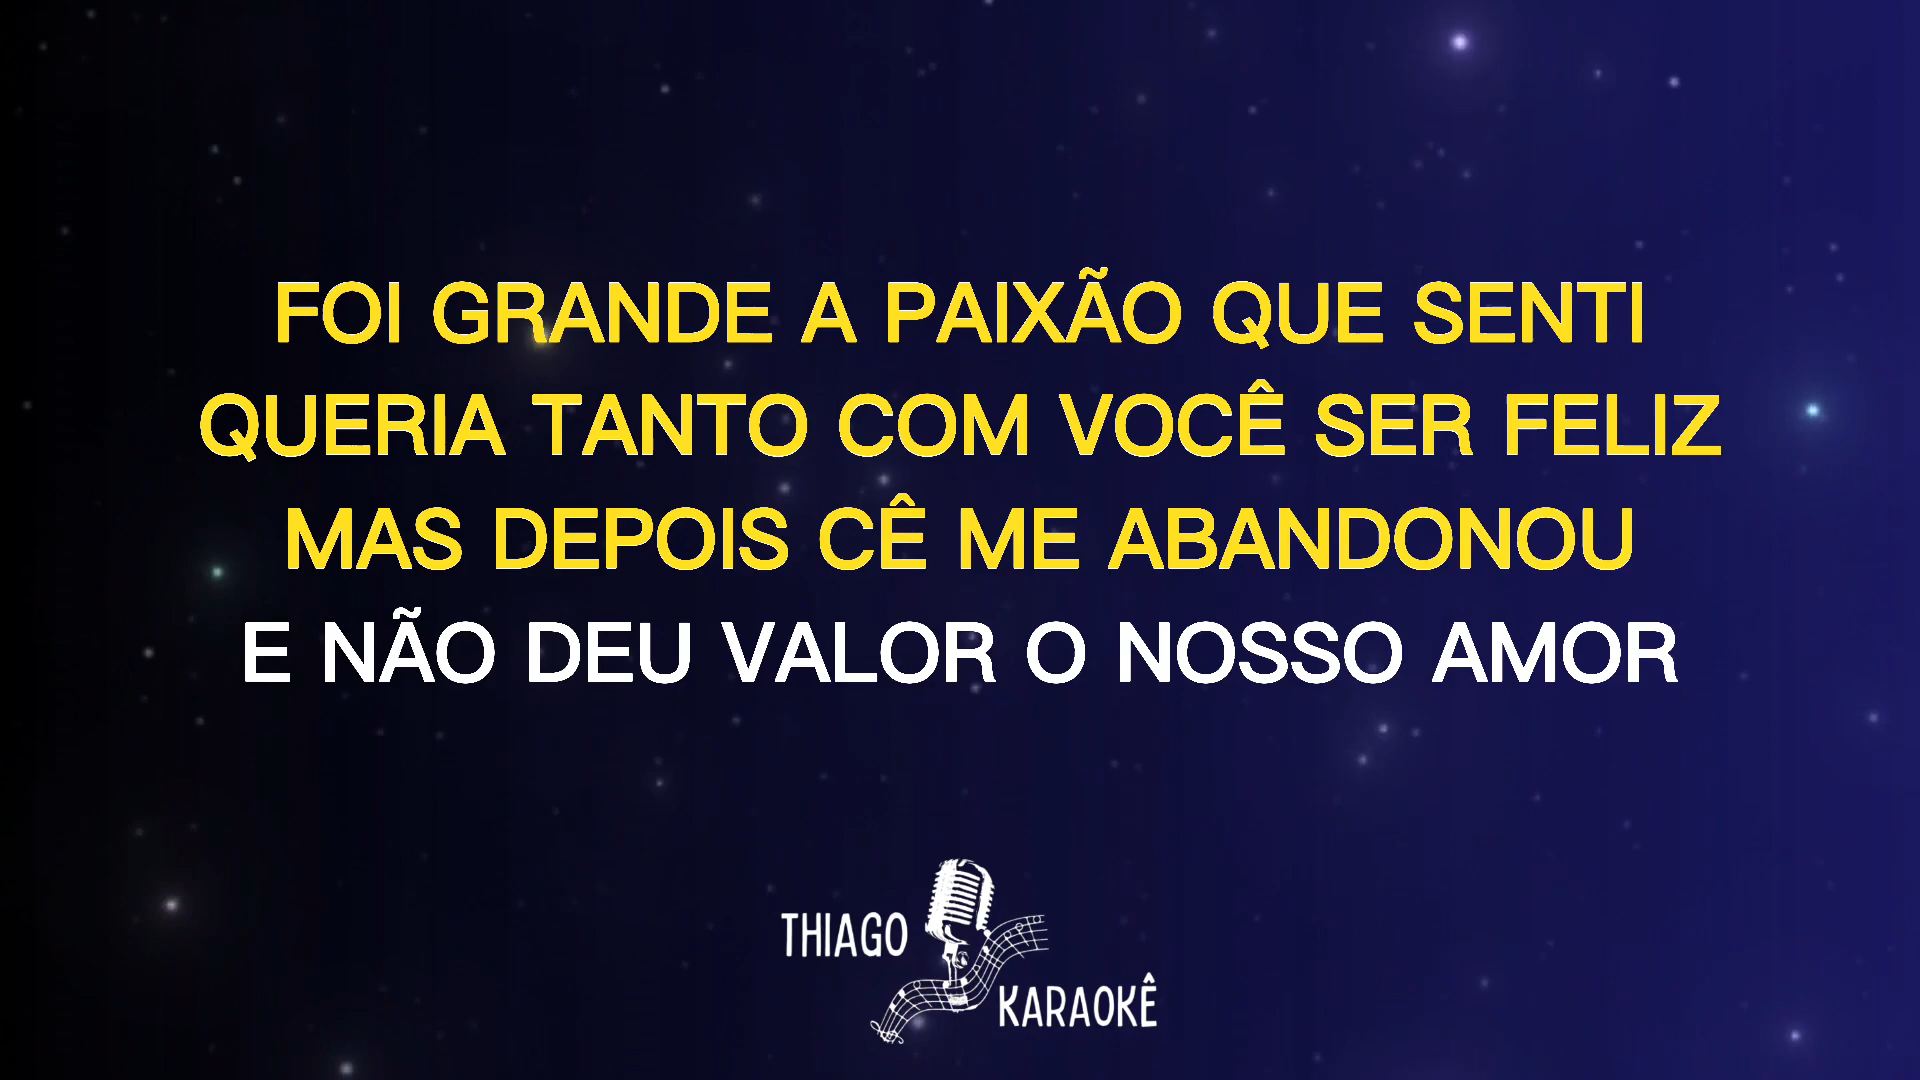 FOI GRANDE A PAIXÃO QUE SENTI
QUERIA TANTO COM VOCÊ SER FELIZ
MAS DEPOIS CÊ ME ABANDONOU
E NÃO DEU VALOR O NOSSO AMOR
THIAGO
KARAOKÊ